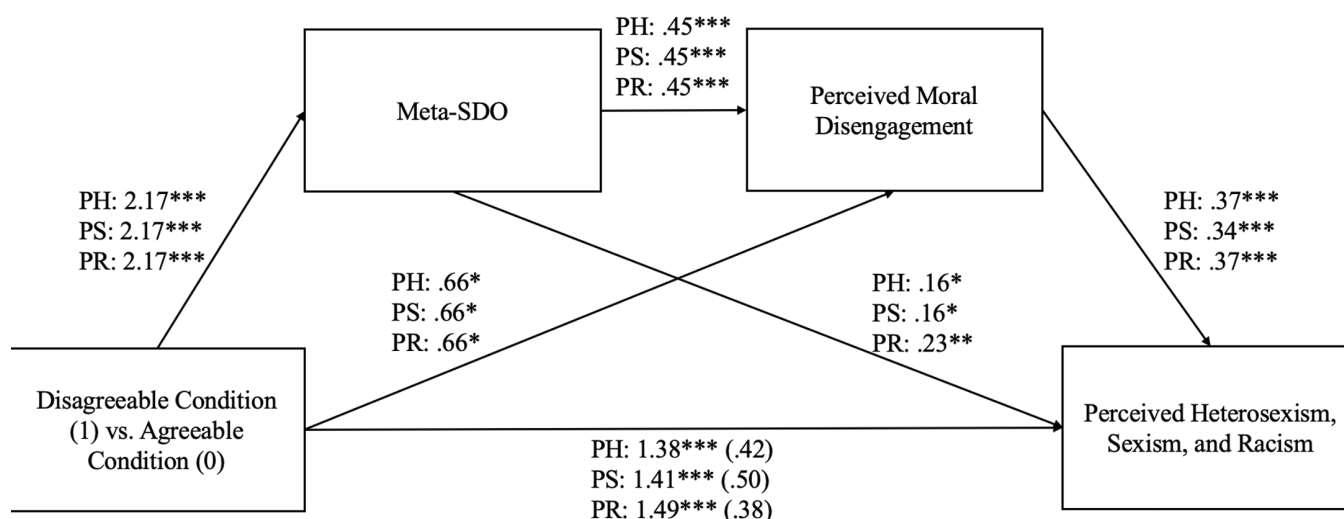 PH: .45***
PS: .45***
PR: .45***
Meta-SDO
Perceived Moral
Disengagement
PH: 2.17***
PS: 2.17***
PR: 2.17***
PH: .37***
PS: .34***
PR: .37***
PH: .66*
PS: .66*
PR: .66*
PH: .16*
PS: .16*
PR: .23**
Disagreeable Condition
(1) vs. Agreeable
Condition (0)
Perceived Heterosexism,
Sexism, and Racism
PH: 1.38*** (.42)
PS: 1.41*** (.50)
PR: 1.49*** (.38)